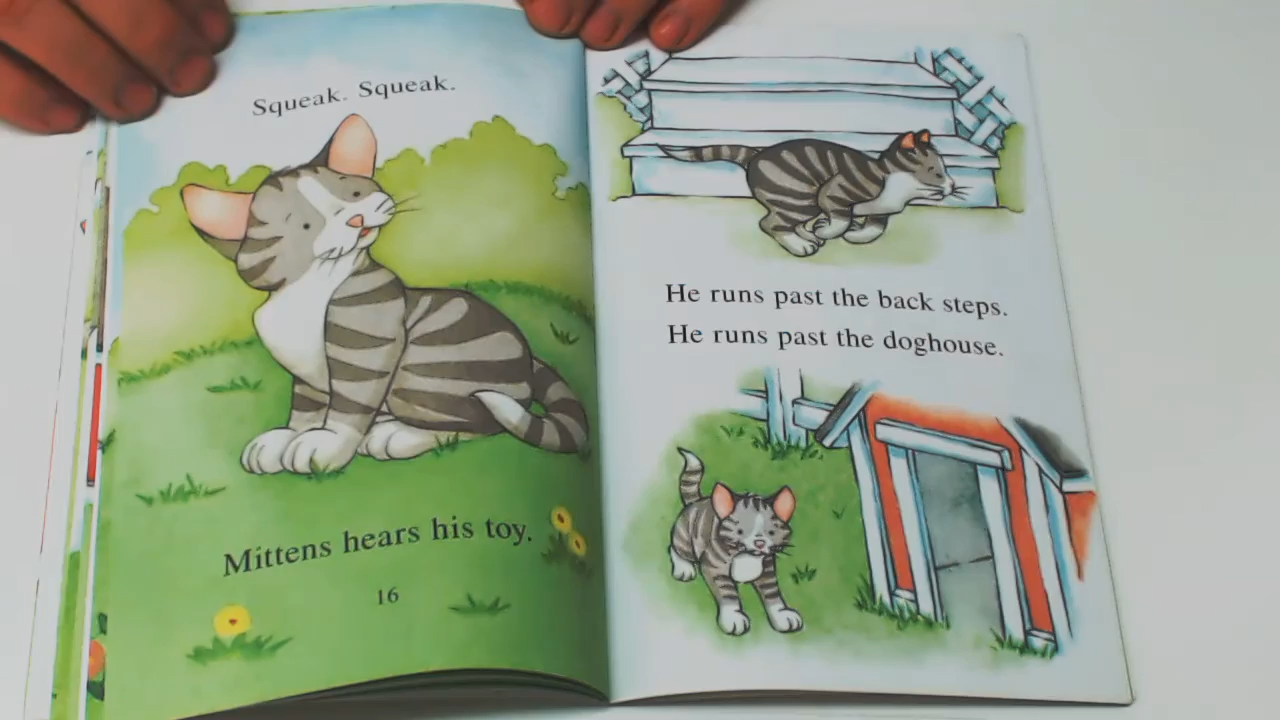 Squeak. Squeak.
Mittens hears his toy.
16
He runs past the back steps.
He runs past the doghouse.